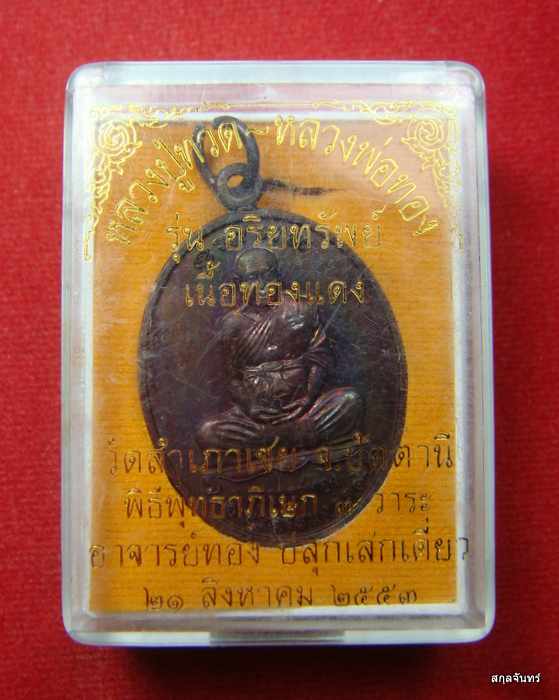 หลวงปู่ทวด ~ หลวงพ่อทอง
รุ่น อริยทรัพย์
เนื้อทองแดง
วัดสำเภาเชย จ.ปัตตานี
พิธีพุทธาภิเษก ๓ วาระ
อาจารย์ทอง ปลุกเสกเดี่ยว
๒๑ สิงหาคม ๒๕๕๓
สกุลจันทร์